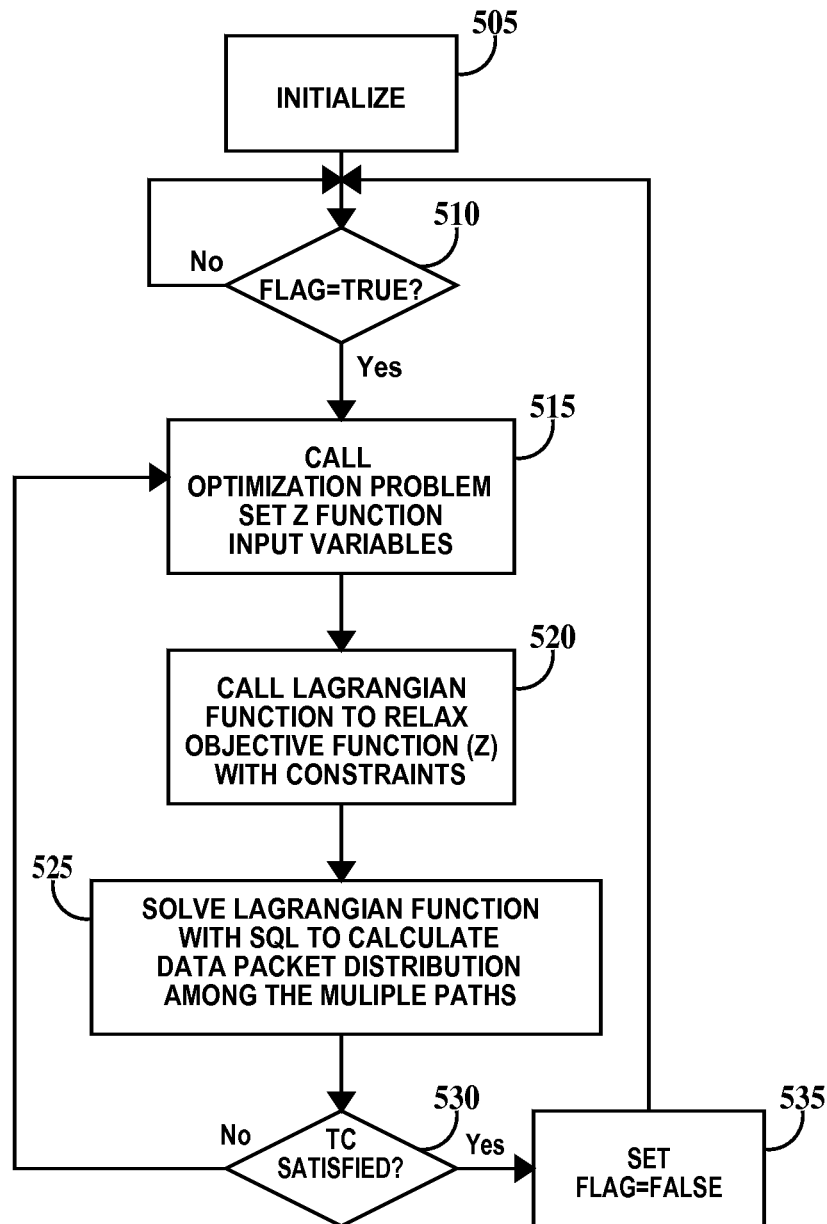 505
INITIALIZE
510
No
FLAG=TRUE?
Yes
515
CALL
OPTIMIZATION PROBLEM
SET Z FUNCTION
INPUT VARIABLES
520
CALL LAGRANGIAN
FUNCTION TO RELAX
OBJECTIVE FUNCTION (Z)
WITH CONSTRAINTS
525
SOLVE LAGRANGIAN FUNCTION
WITH SQL TO CALCULATE
DATA PACKET DISTRIBUTION
AMONG THE MULIPLE PATHS
530
No
TC
SATISFIED?
Yes
535
SET
FLAG=FALSE